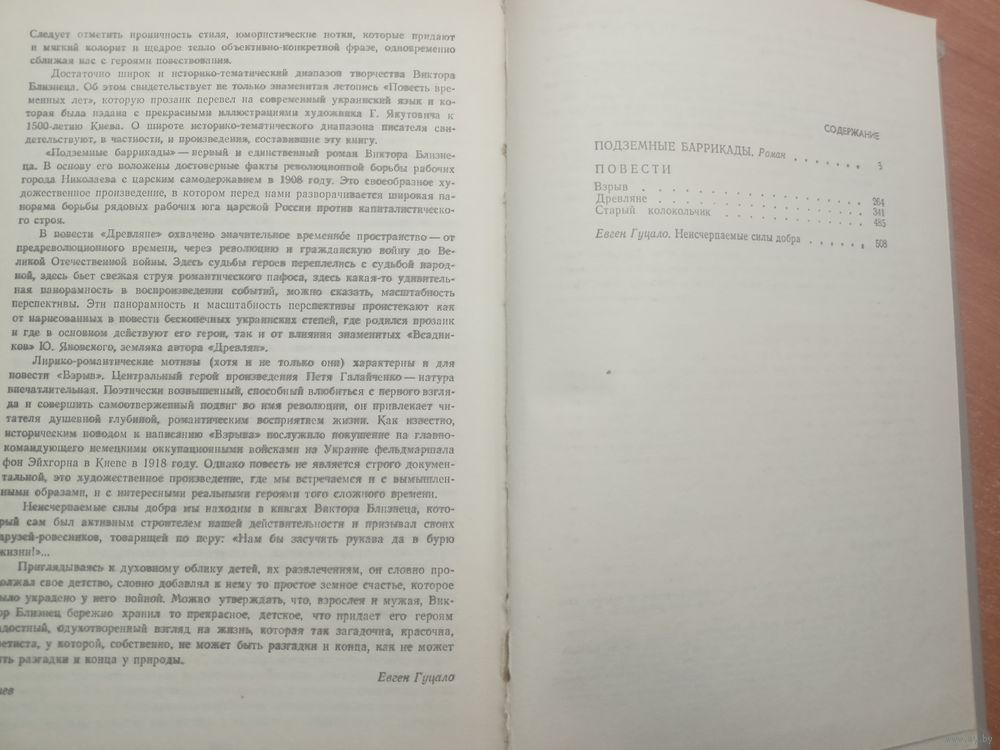 Следует отметить ироничность стиля, юмористические нотки, которые придают
и мягкий колорит и щедрое тепло объективно-конкретной фразе, одновременно
сближая нас с героями повествования.
Достаточно широк и историко-тематический диапазон творчества Виктора
Близнеца. Об этом свидетельствует не только знаменитая летопись «Повесть вре-
менных лет», которую прозаик перевел на современный украинский язык и ко-
торая была издана с прекрасными иллюстрациями художника Г. Якутовича к
1500-летию Киева. О широте историко-тематического диапазона писателя сви-
детельствуют, в частности, и произведения, составившие эту книгу.
«Подземные баррикады» — первый и единственный роман Виктора Близне-
ца. В основу его положены достоверные факты революционной борьбы рабочих
города Николаева с царским самодержавием в 1908 году. Это своеобразное ху-
дожественное произведение, в котором перед нами разворачивается широкая па-
норама борьбы рядовых рабочих юга царской России против капиталистическо-
го строя.
В повести «Древляне» охвачено значительное временное пространство — от
предреволюционного времени, через революцию и гражданскую войну до Ве-
ликой Отечественной войны. Здесь судьбы героев переплелись с судьбой народ-
ной, здесь бьет свежая струя романтического пафоса, здесь какая-то удивитель-
ная панорамность в воспроизведении событий, можно сказать, масштабность
перспективы. Эти панорамность и масштабность перспективы проистекают как
от нарисованных в повести бесконечных украинских степей, где родился прозаик
и где в основном действуют его герои, так и от влияния знаменитых «Всадни-
ков» Ю. Яновского, земляка автора «Древлян».
Лирико-романтические мотивы (хотя и не только они) характерны и для
повести «Взрыв». Центральный герой произведения Петя Галайченко — натура
впечатлительная. Поэтически возвышенный, способный влюбиться с первого взгля-
да и совершить самоотверженный подвиг во имя революции, он привлекает чи-
тателя душевной глубиной, романтическим восприятием жизни. Как известно,
историческим поводом к написанию «Взрыва» послужило покушение на главно-
командующего немецкими оккупационными войсками на Украине фельдмаршала
фон Эйхгорна в Киеве в 1918 году. Однако повесть не является строго докумен-
тальной, это художественное произведение, где мы встречаемся и с вымышлен-
ными образами, и с интересными реальными героями того сложного времени.
Неисчерпаемые силы добра мы находим в книгах Виктора Близнеца, кото-
рый сам был активным строителем нашей действительности и призывал своих
друзей-ровесников, товарищей по перу: «Нам бы засучить рукава да в бурю
жизни!»...
Приглядываясь к духовному облику детей, их развлечениям, он словно про-
должал свое детство, словно добавлял к нему то простое земное счастье, которое
было украдено у него войной. Можно утверждать, что, взрослея и мужая, Вик-
ор Близнец бережно хранил то прекрасное, детское, что придает его героям
адостный, одухотворенный взгляд на жизнь, которая так загадочна, красочна,
ветиста, у которой, собственно, не может быть разгадки и конца, как не может
ыть разгадки и конца у природы.
Евген Гуцало
иев
СОДЕРЖАНИЕ
ПОДЗЕМНЫЕ БАРРИКАДЫ. Роман . . . . . . . 5
ПОВЕСТИ
Взрыв . . . . . . . . . . . . . . 264
Древляне . . . . . . . . . . . . . 341
Старый колокольчик . . . . . . . . . 485
Евген Гуцало. Неисчерпаемые силы добра . . . . . . 508